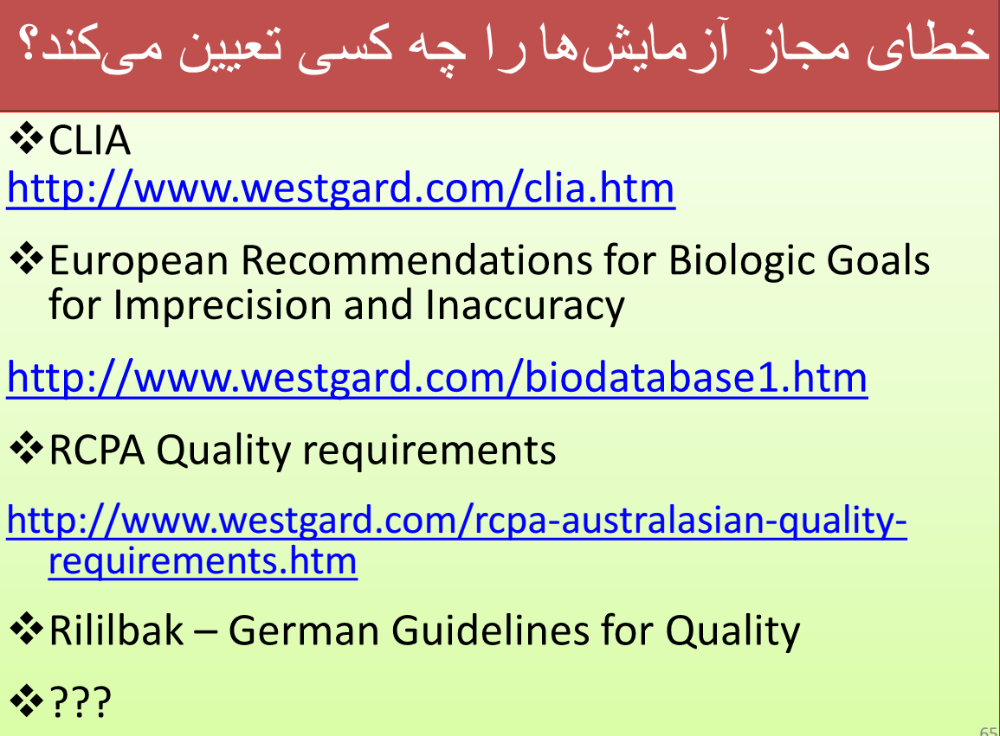 خطای مجاز آزمایش‌ها را چه کسی تعیین می‌کند؟
❖CLIA
http://www.westgard.com/clia.htm
❖European Recommendations for Biologic Goals
for Imprecision and Inaccuracy
http://www.westgard.com/biodatabase1.htm
❖RCPA Quality requirements
http://www.westgard.com/rcpa-australasian-quality-
requirements.htm
❖Rililbak – German Guidelines for Quality
❖???
65